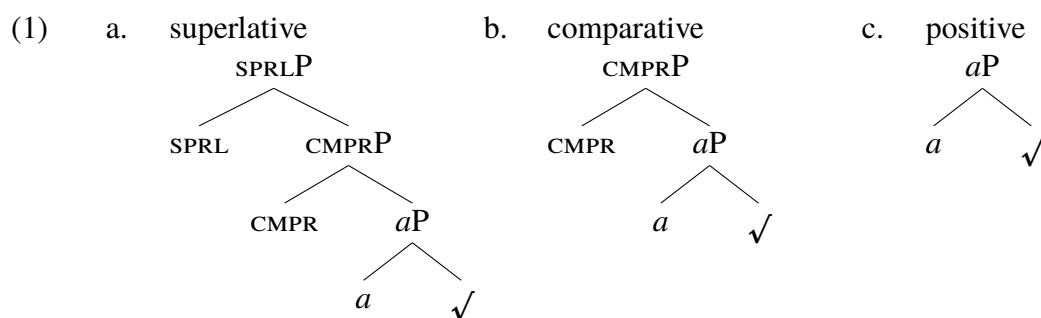 (1) a. superlative b. comparative c. positive
SPRLP CMPRP aP
SPRL CMPRP CMPR aP a √
CMPR aP a √
a √